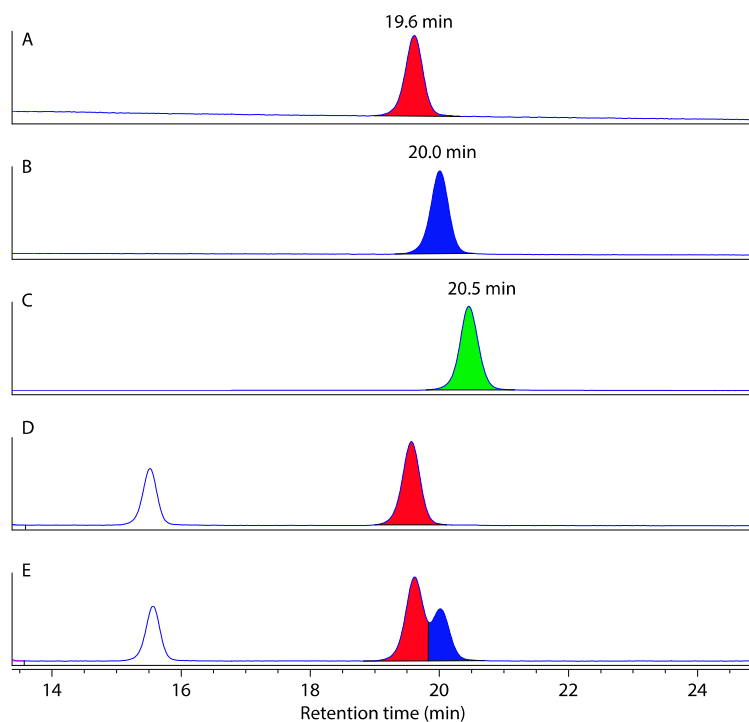 A
19.6 min
B
20.0 min
C
20.5 min
D
E
14 16 18 20 22 24
Retention time (min)